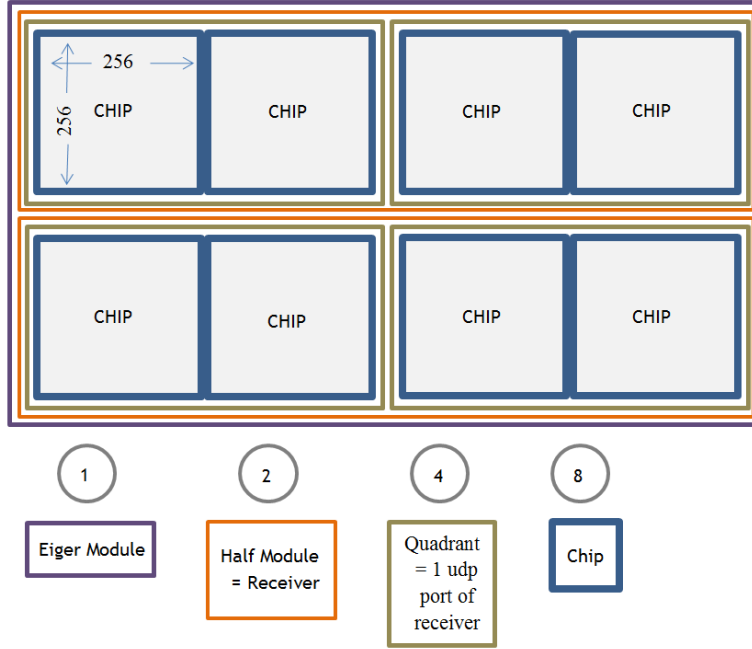 256
256
CHIP
CHIP
CHIP
CHIP
CHIP
CHIP
CHIP
CHIP
1
2
4
8
Eiger Module
Half Module
= Receiver
Quadrant
= 1 udp
port of
receiver
Chip